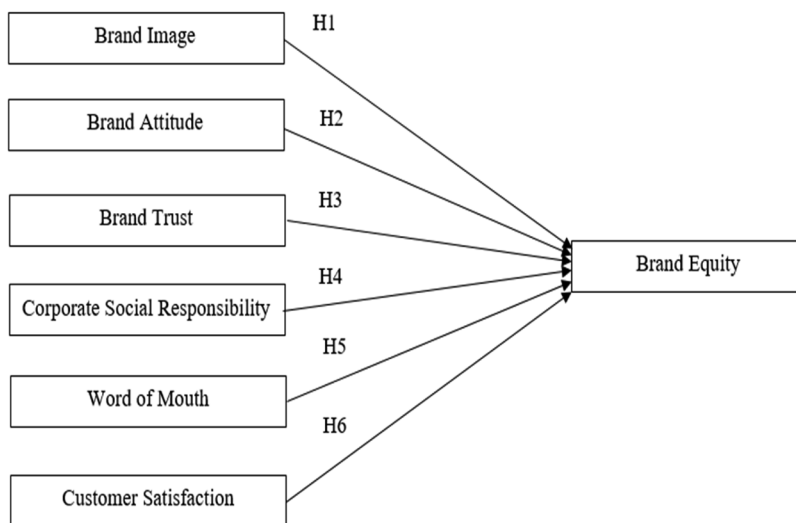 Brand Image
H1
Brand Attitude
H2
Brand Trust
H3
Corporate Social Responsibility
H4
Brand Equity
Word of Mouth
H5
Customer Satisfaction
H6